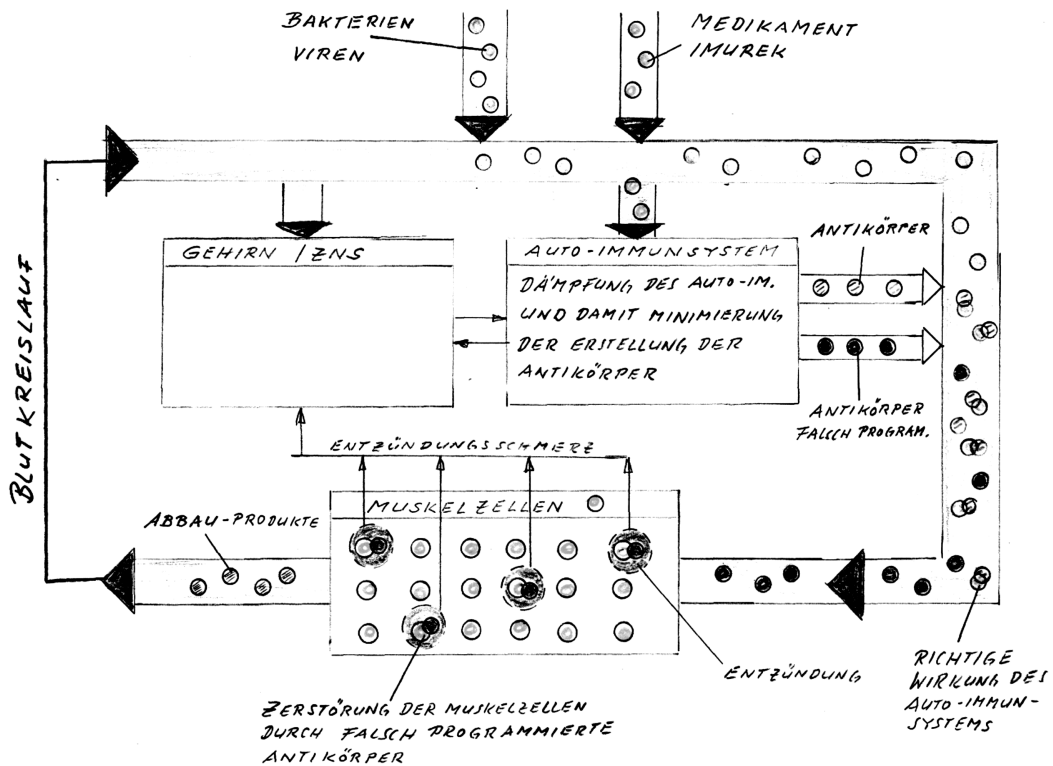 BAKTERIEN
VIREN
MEDIKAMENT
IMUREK
GEHIRN / ZNS
AUTO-IMMUNSYSTEM
DÄMPFUNG DES AUTO-IM.
UND DAMIT MINIMIERUNG
DER ERSTELLUNG DER
ANTIKÖRPER
ANTIKÖRPER
ANTIKÖRPER
FALSCH PROGRAM.
BLUTKREISLAUF
ENTZÜNDUNGSSCHMERZ
MUSKELZELLEN
ABBAU-PRODUKTE
ENTZÜNDUNG
RICHTIGE
WIRKUNG DES
AUTO-IMMUN-
SYSTEMS
ZERSTÖRUNG DER MUSKELZELLEN
DURCH FALSCH PROGRAMMIERTE
ANTIKÖRPER